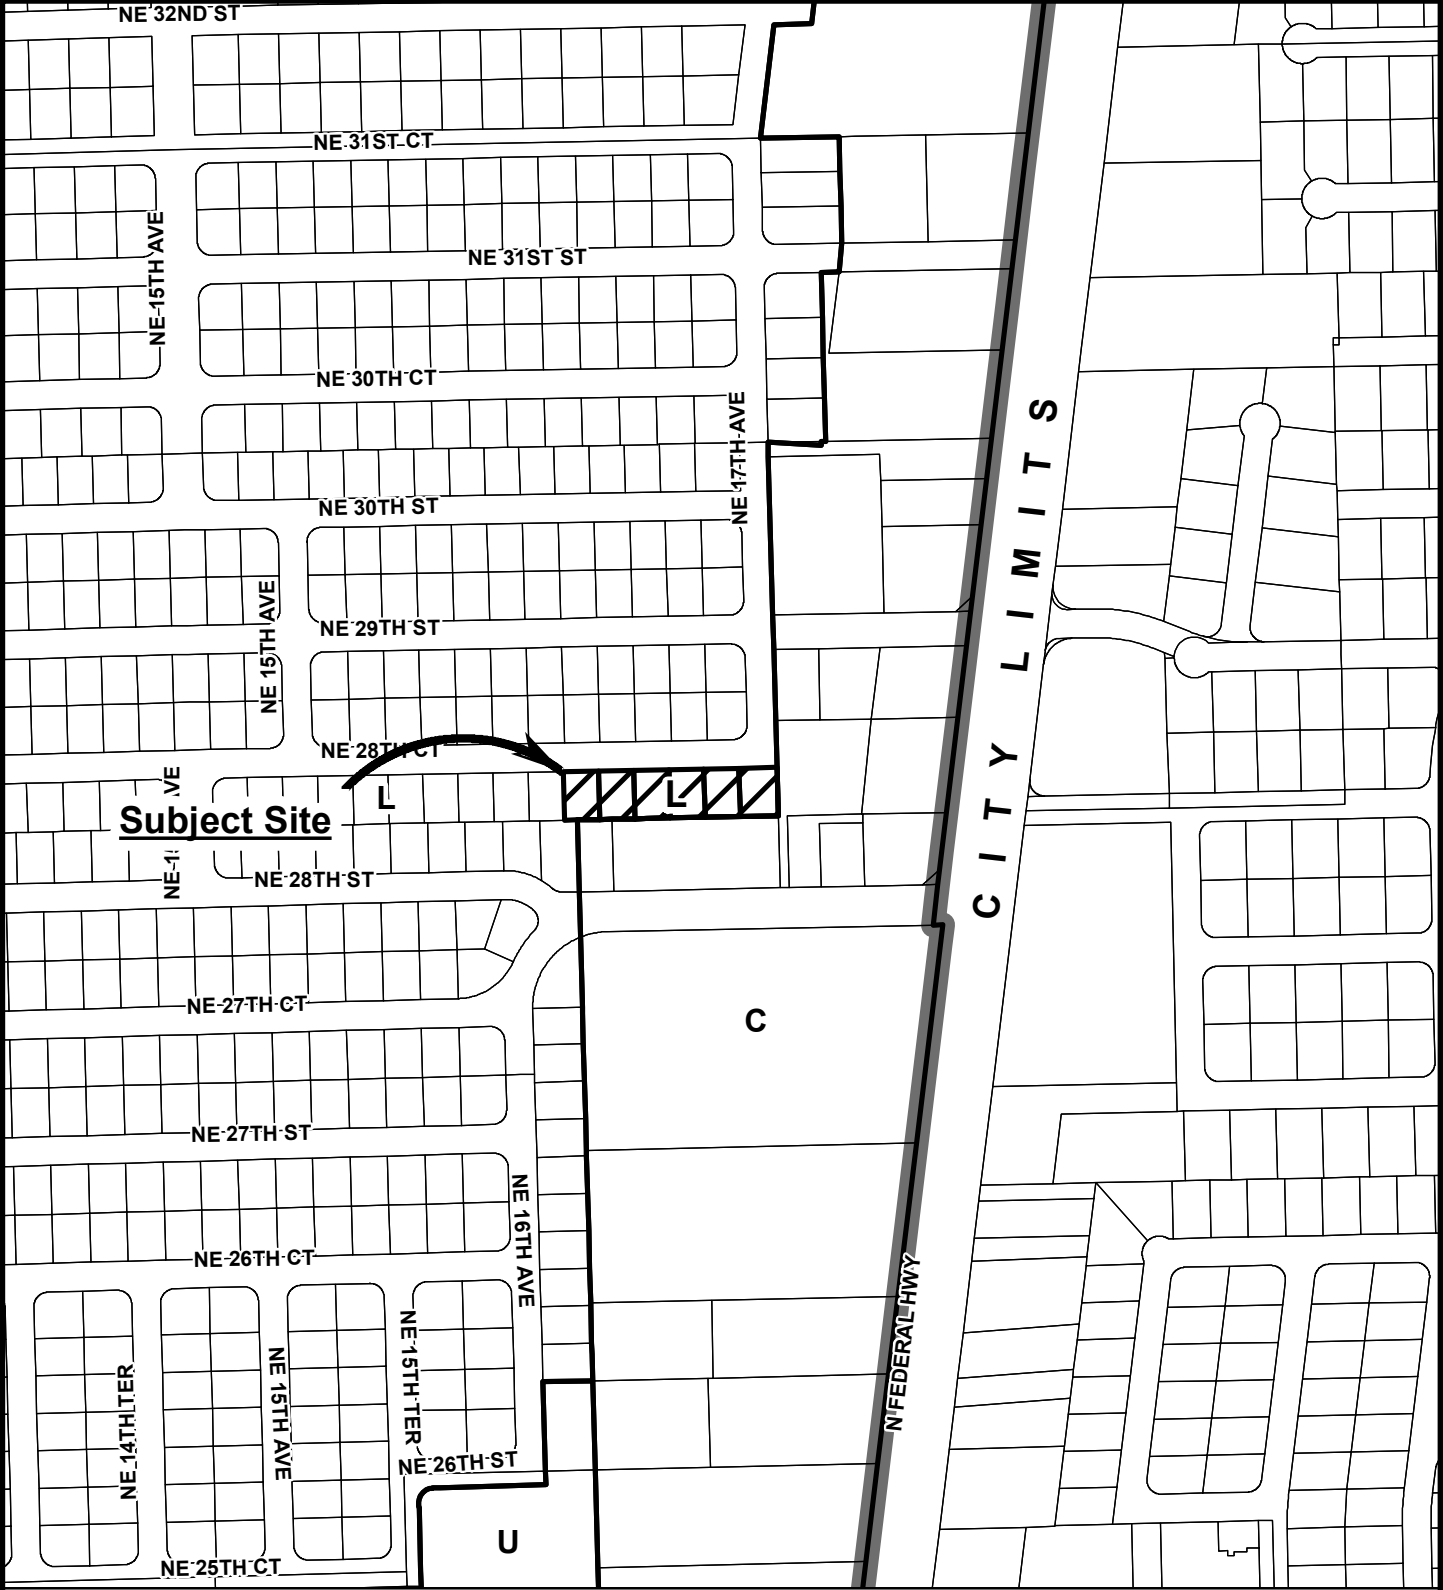 NE 32ND ST
NE 31ST CT
NE 15TH AVE
NE 31ST ST
NE 30TH CT
NE 17TH AVE
CITY LIMITS
NE 30TH ST
NE 15TH AVE
NE 29TH ST
NE 28TH CT
AVE
L
L
Subject Site
NE 28TH ST
NE 27TH CT
C
NE 27TH ST
NE 16TH AVE
NE 26TH CT
N FEDERAL HWY
NE 14TH TER
NE 15TH AVE
NE 15TH TER
NE 26TH ST
U
NE 25TH CT